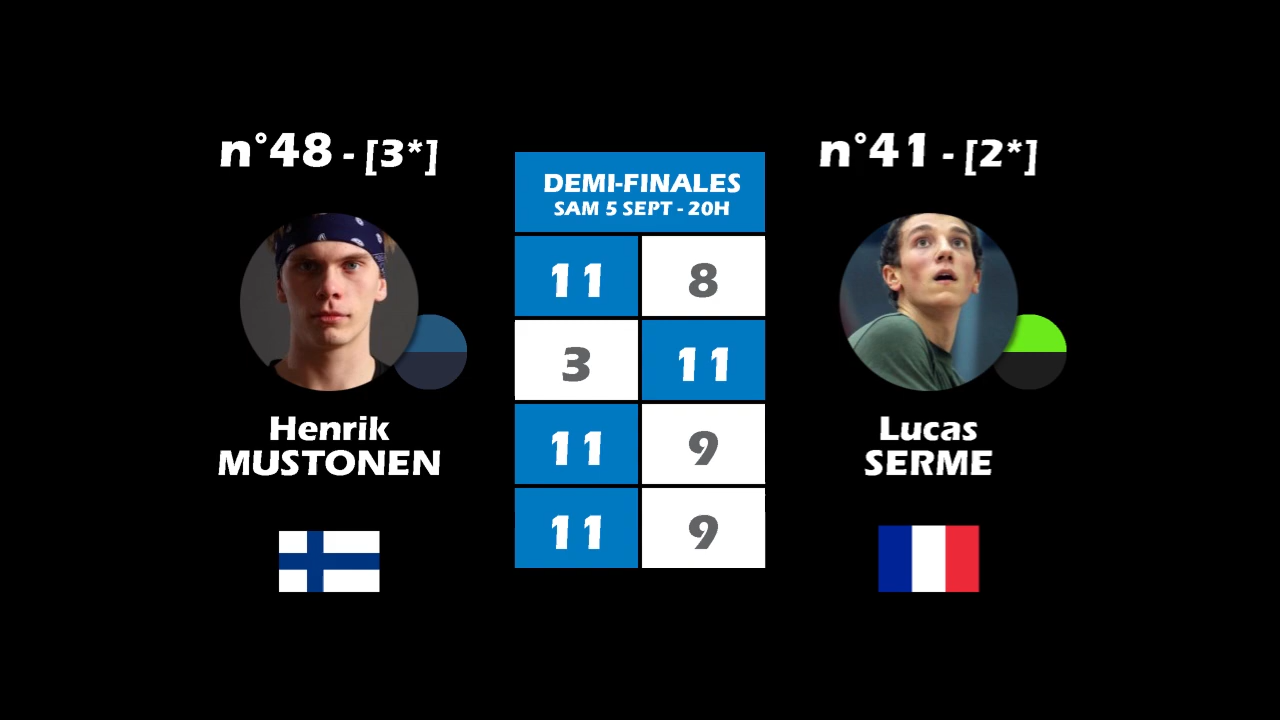 n°48 - [3*]
n°41 - [2*]
DEMI-FINALES
SAM 5 SEPT - 20H
11 8
3 11
11 9
11 9
Henrik
MUSTONEN
Lucas
SERME